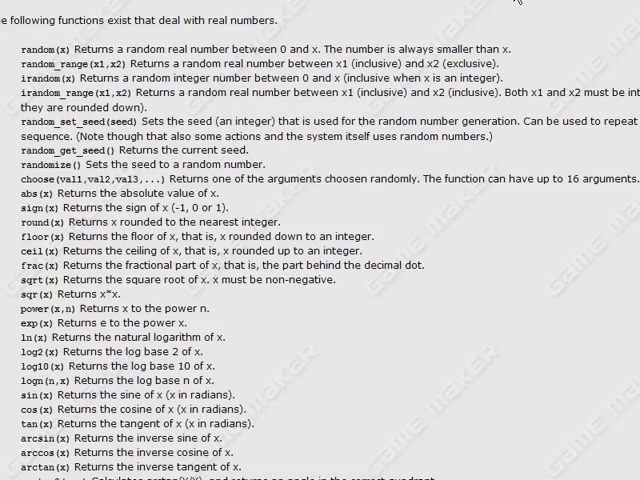 e following functions exist that deal with real numbers.
random(x) Returns a random real number between 0 and x. The number is always smaller than x.
random_range(x1,x2) Returns a random real number between x1 (inclusive) and x2 (exclusive).
irandom(x) Returns a random integer number between 0 and x (inclusive when x is an integer).
irandom_range(x1,x2) Returns a random real number between x1 (inclusive) and x2 (inclusive). Both x1 and x2 must be int
they are rounded down).
random_set_seed(seed) Sets the seed (an integer) that is used for the random number generation. Can be used to repeat
sequence. (Note though that also some actions and the system itself uses random numbers.)
random_get_seed() Returns the current seed.
randomize() Sets the seed to a random number.
choose(val1,val2,val3,...) Returns one of the arguments choosen randomly. The function can have up to 16 arguments.
abs(x) Returns the absolute value of x.
sign(x) Returns the sign of x (-1, 0 or 1).
round(x) Returns x rounded to the nearest integer.
floor(x) Returns the floor of x, that is, x rounded down to an integer.
ceil(x) Returns the ceiling of x, that is, x rounded up to an integer.
frac(x) Returns the fractional part of x, that is, the part behind the decimal dot.
sqrt(x) Returns the square root of x. x must be non-negative.
sqr(x) Returns x*x.
power(x,n) Returns x to the power n.
exp(x) Returns e to the power x.
ln(x) Returns the natural logarithm of x.
log2(x) Returns the log base 2 of x.
log10(x) Returns the log base 10 of x.
logn(n,x) Returns the log base n of x.
sin(x) Returns the sine of x (x in radians).
cos(x) Returns the cosine of x (x in radians).
tan(x) Returns the tangent of x (x in radians).
arcsin(x) Returns the inverse sine of x.
arccos(x) Returns the inverse cosine of x.
arctan(x) Returns the inverse tangent of x.
Calculates arctan(Y/X), and returns an angle in the correct quadrant.